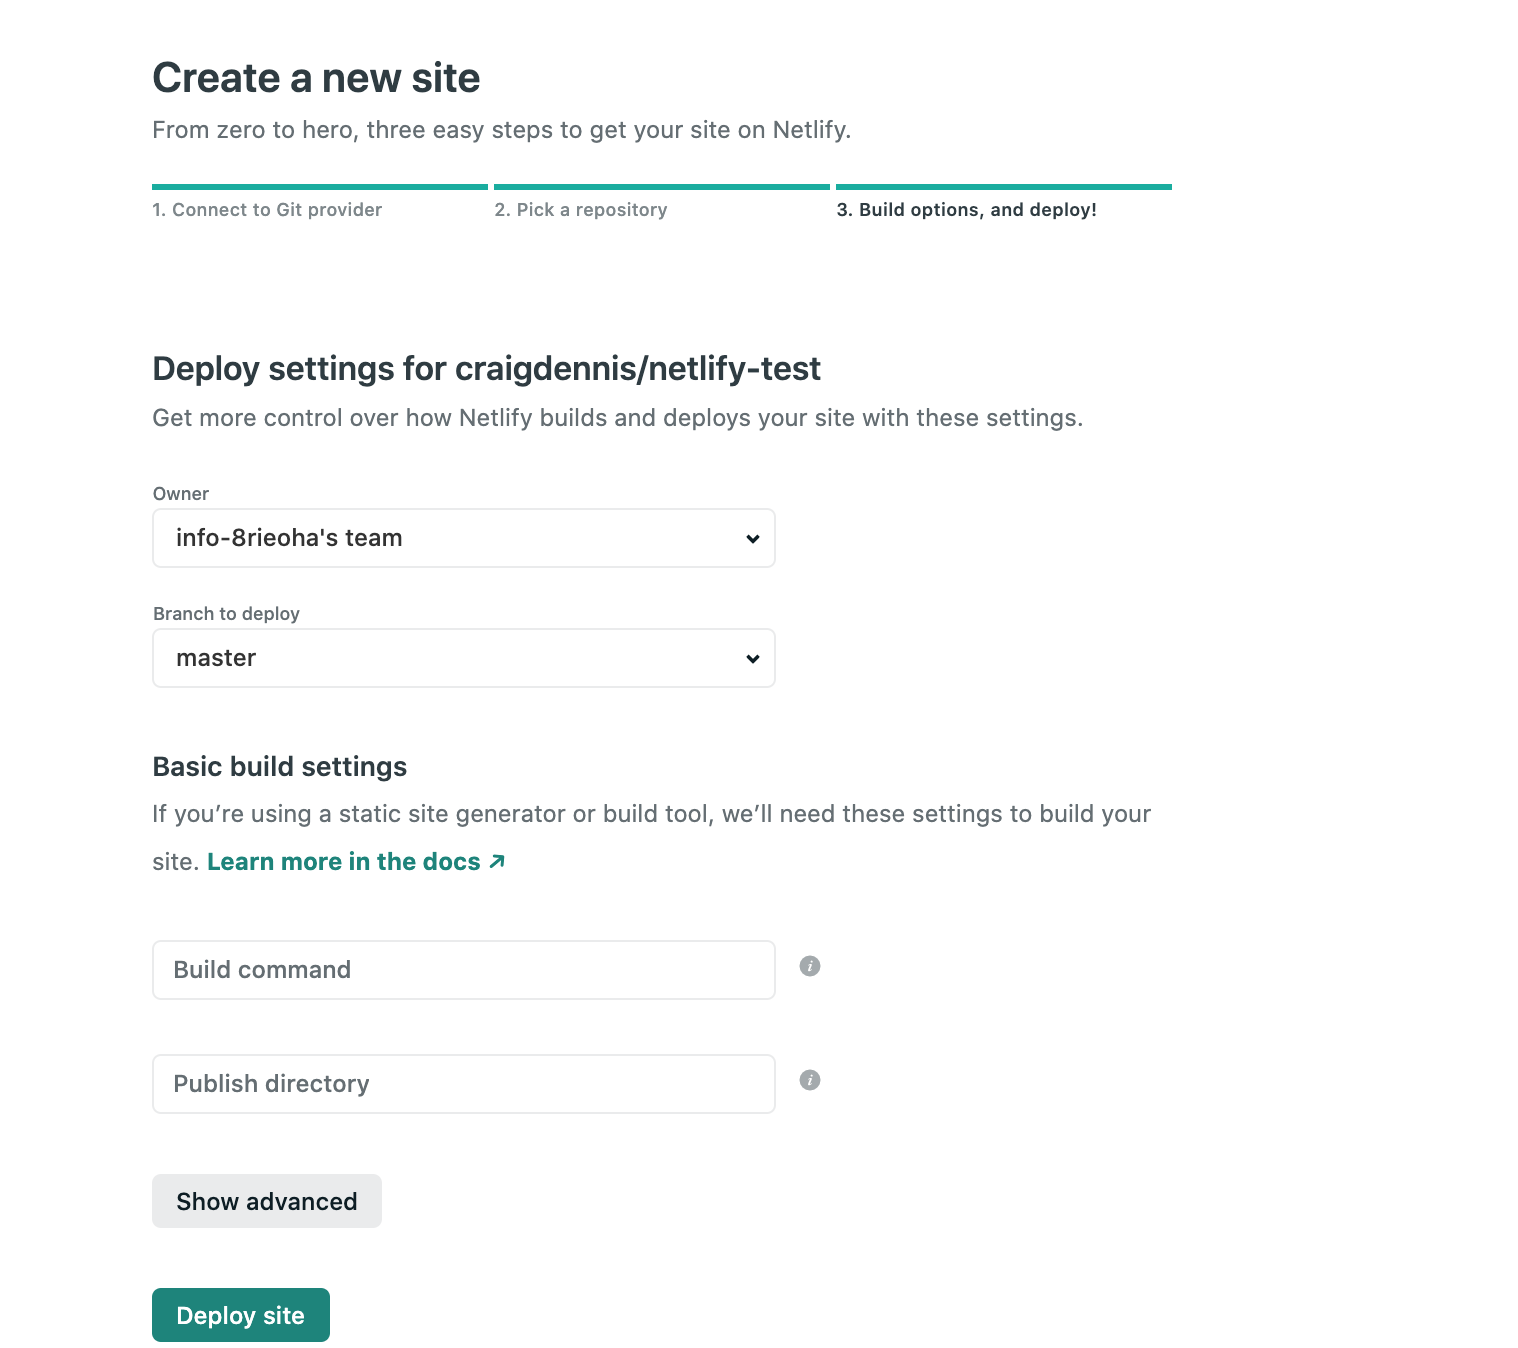 Create a new site
From zero to hero, three easy steps to get your site on Netlify.
1. Connect to Git provider
2. Pick a repository
3. Build options, and deploy!
Deploy settings for craigdennis/netlify-test
Get more control over how Netlify builds and deploys your site with these settings.
Owner
info-8rieoha's team
Branch to deploy
master
Basic build settings
If you’re using a static site generator or build tool, we’ll need these settings to build your
site. Learn more in the docs ↗
Build command
i
Publish directory
i
Show advanced
Deploy site